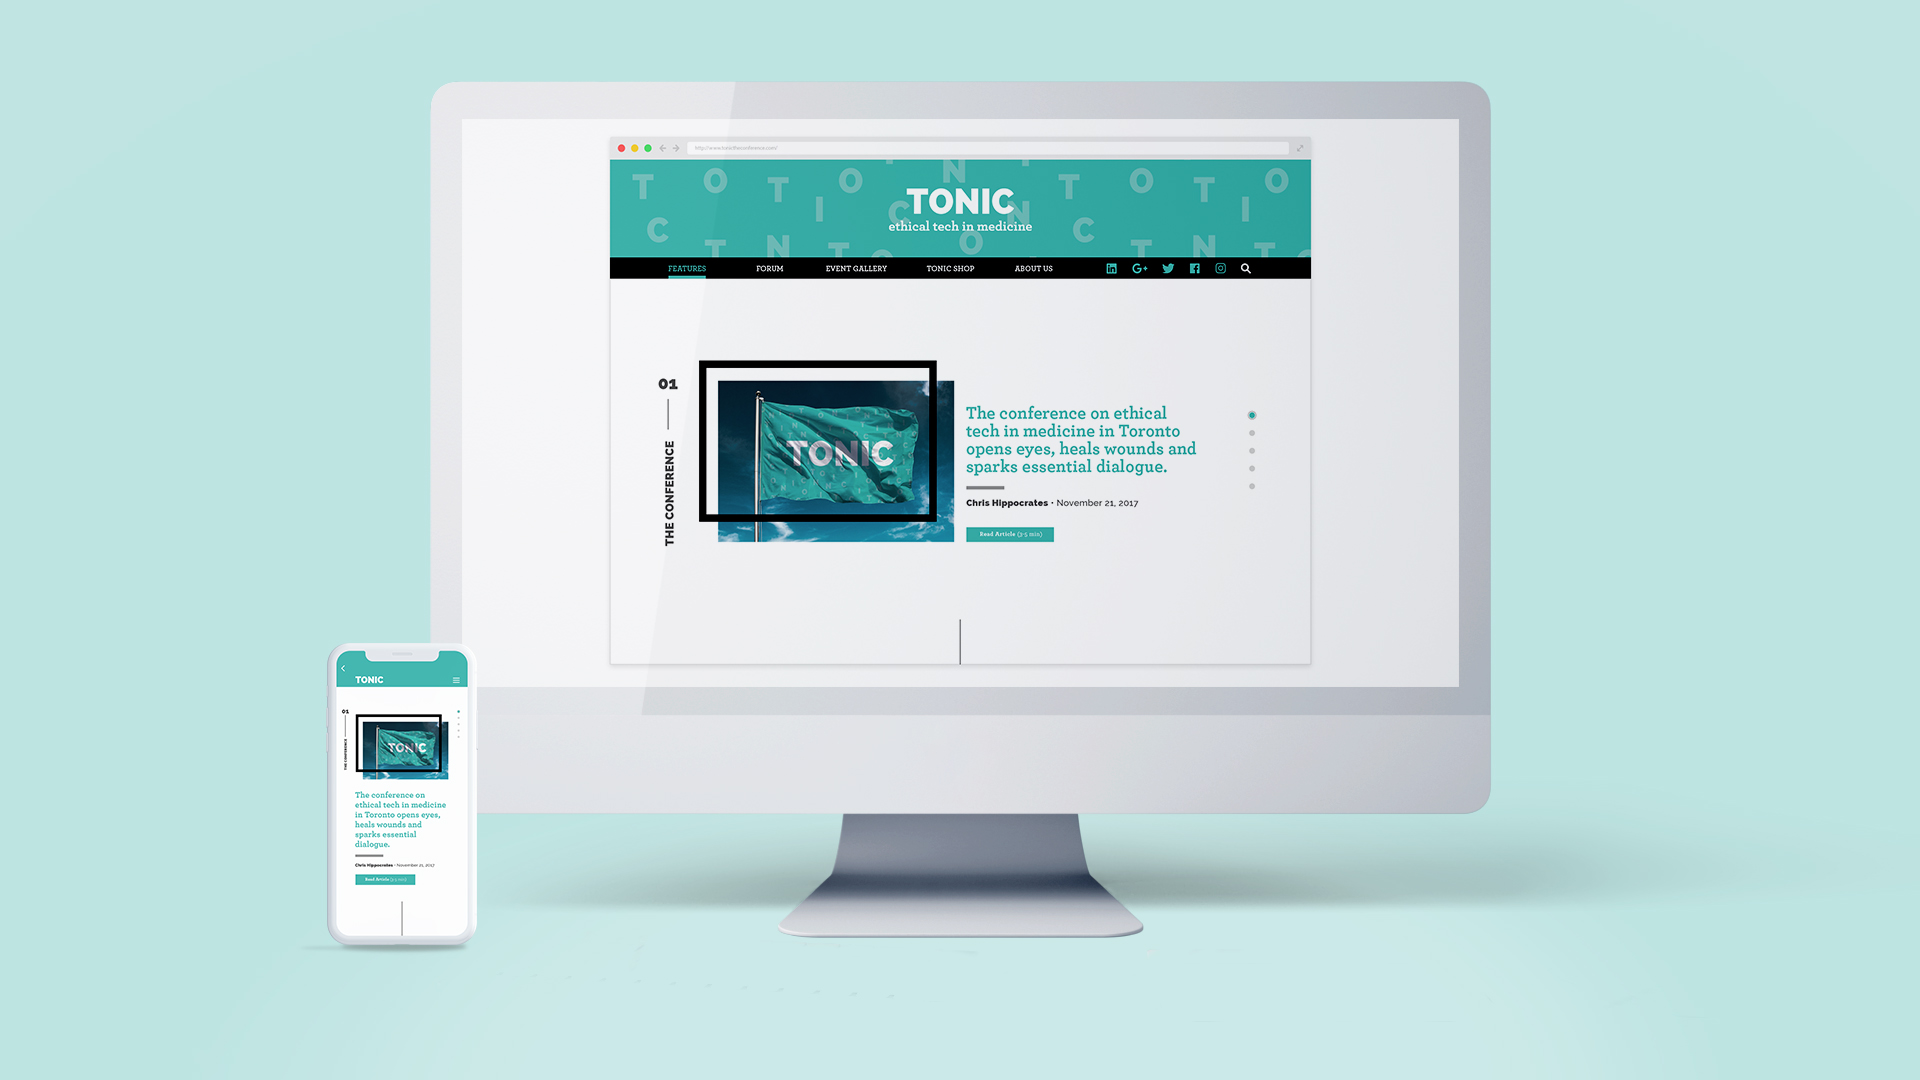 http://www.tonictheconference.com/
TONIC
ethical tech in medicine
FEATURES
FORUM
EVENT GALLERY
TONIC SHOP
ABOUT US
01
THE CONFERENCE
TONIC
The conference on ethical
tech in medicine in Toronto
opens eyes, heals wounds and
sparks essential dialogue.
Chris Hippocrates • November 21, 2017
Read Article (3-5 min)
TONIC
01
THE CONFERENCE
TONIC
The conference on
ethical tech in medicine
in Toronto opens eyes,
heals wounds and
sparks essential
dialogue.
Chris Hippocrates • November 21, 2017
Read Article (3-5 min)